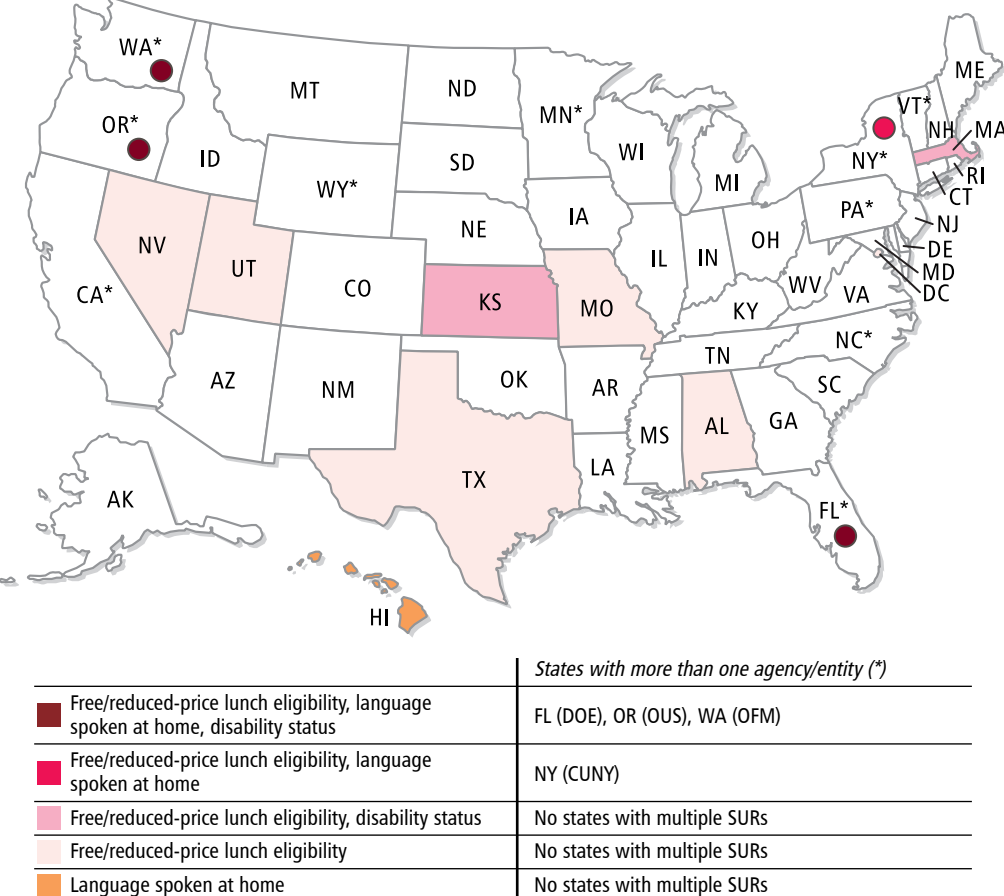 WA*
MT
ND
MN*
ME
VT*
NH
MA
OR*
ID
SD
WI
MI
NY*
RI
CT
WY*
IA
NE
PA*
NJ
NV
UT
CO
KS
MO
IL
IN
OH
WV
VA
DE
MD
DC
CA*
KY
NC*
TN
AZ
NM
OK
AR
SC
MS
AL
GA
TX
LA
AK
FL*
HI
States with more than one agency/entity (*)
Free/reduced-price lunch eligibility, language
spoken at home, disability status
FL (DOE), OR (OUS), WA (OFM)
Free/reduced-price lunch eligibility, language
spoken at home
NY (CUNY)
Free/reduced-price lunch eligibility, disability status
No states with multiple SURs
Free/reduced-price lunch eligibility
No states with multiple SURs
Language spoken at home
No states with multiple SURs